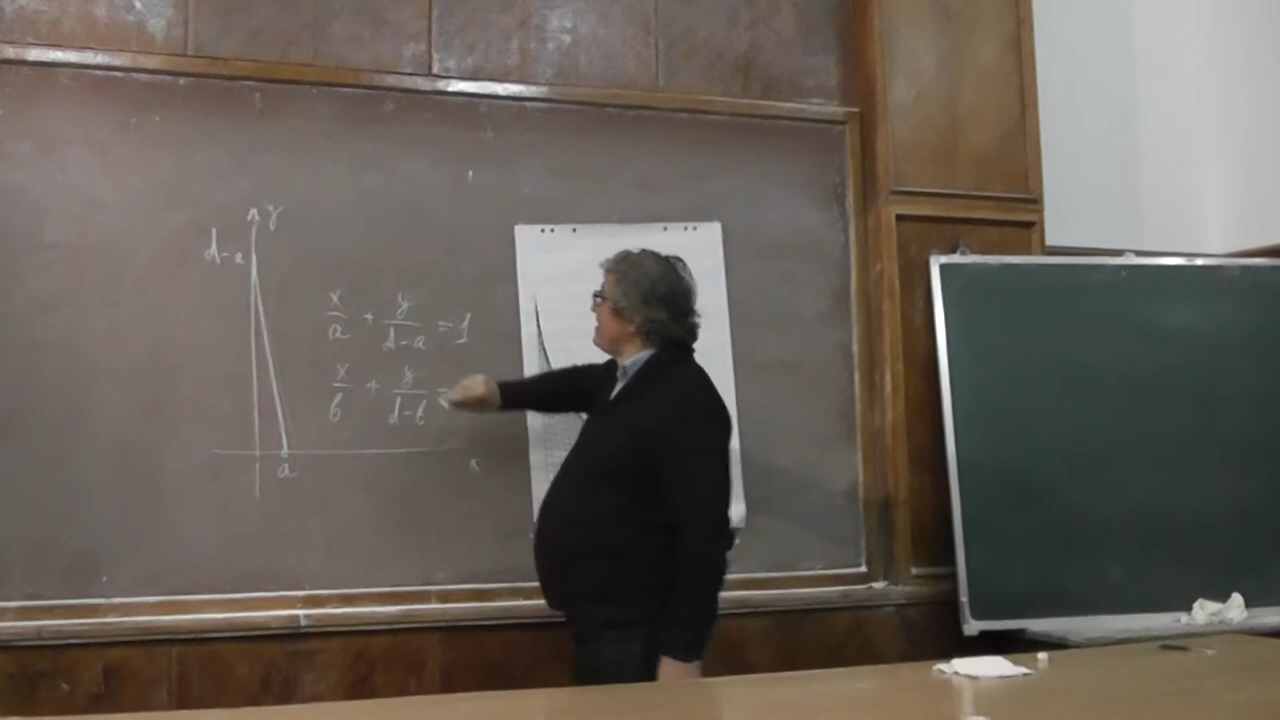 y
d-a
x/a + y/(d-a) = 1
x/b + y/(d-b) =
a
x